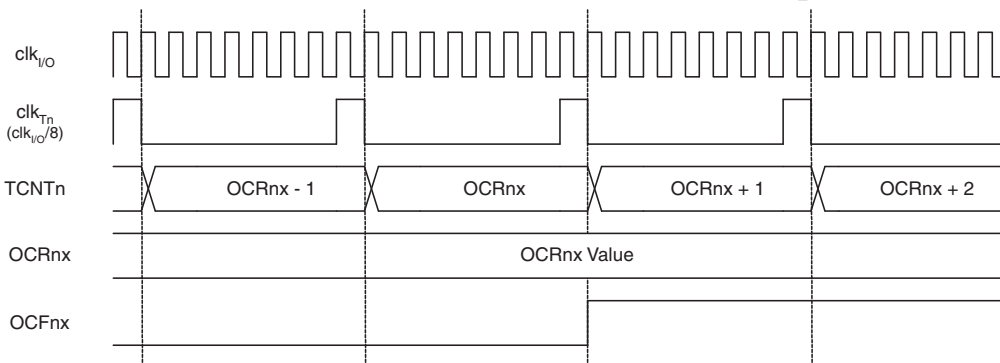 clkI/O
clkTn
(clkI/O/8)
TCNTn
OCRnx - 1
OCRnx
OCRnx + 1
OCRnx + 2
OCRnx
OCRnx Value
OCFnx